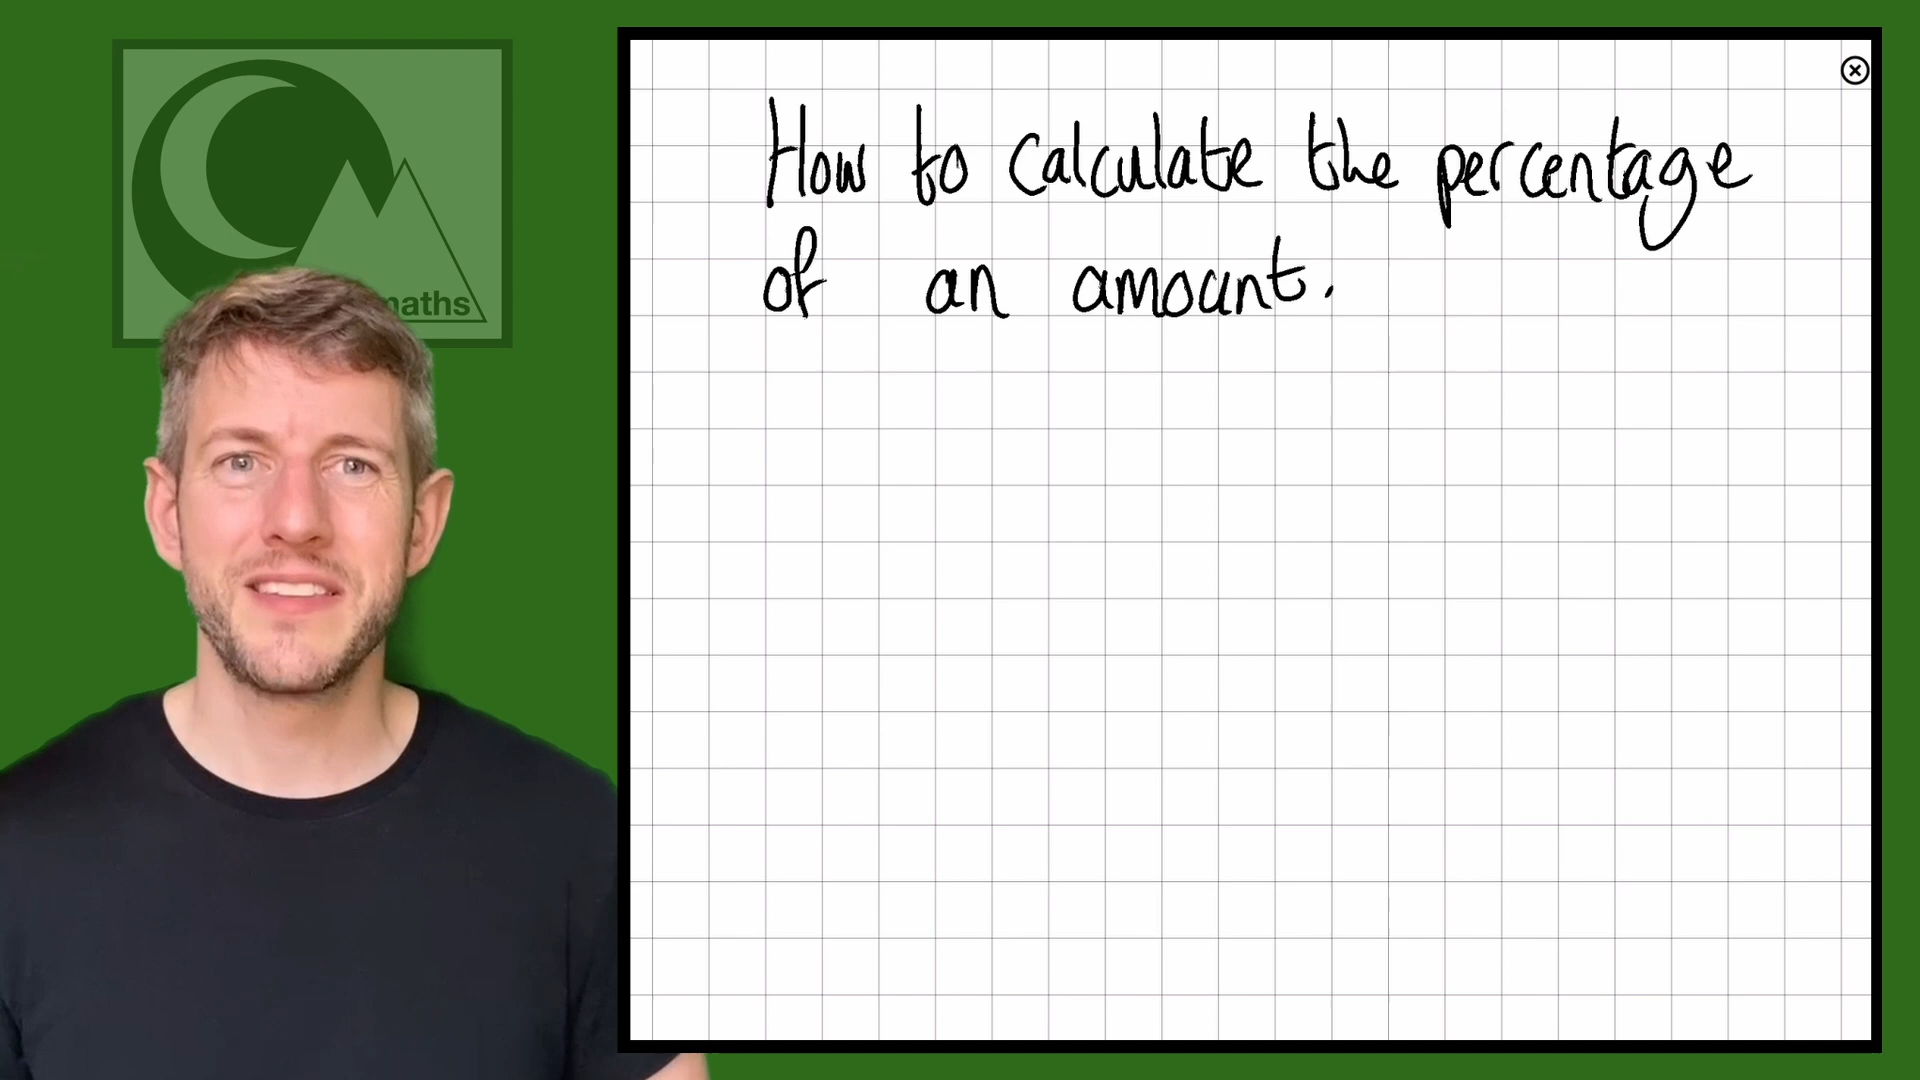 How to calculate the percentage
of an amount.
maths